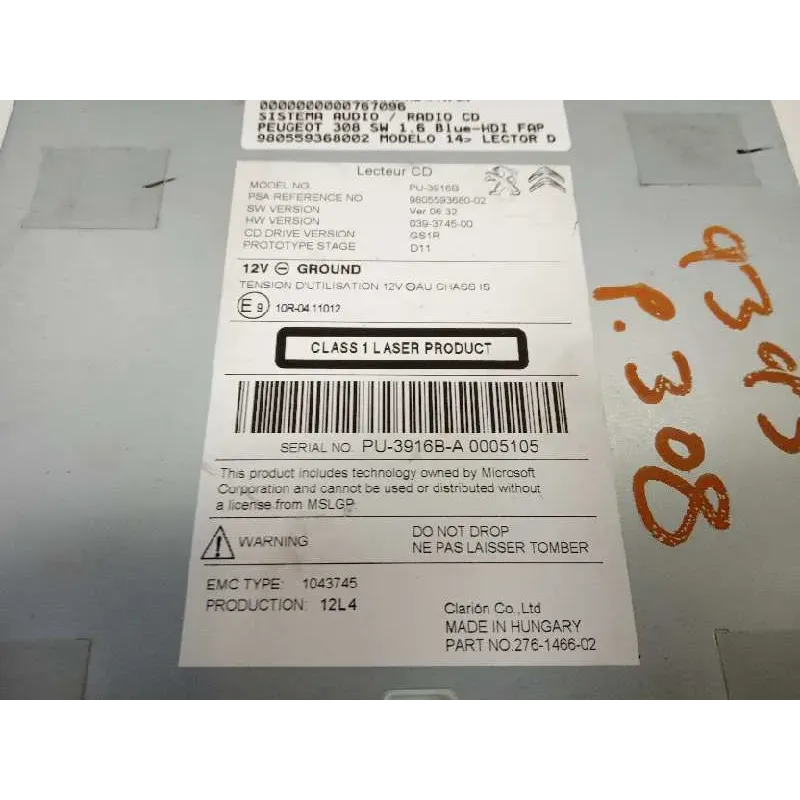 0000000000767096
SISTEMA AUDIO / RADIO CD
PEUGEOT 308 SW 1.6 Blue-HDI FAP
980559368002 MODELO 14> LECTOR D
Lecteur CD
MODEL NO. PU-3916B
PSA REFERENCE NO 9805593680-02
SW VERSION Ver 06.32
HW VERSION 039-3745-00
CD DRIVE VERSION GS1R
PROTOTYPE STAGE D11
12V ⊖ GROUND
TENSION D'UTILISATION 12V ⊖AU CHASSIS
E9 10R-04 11012
CLASS 1 LASER PRODUCT
SERIAL NO. PU-3916B-A 0005105
This product includes technology owned by Microsoft
Corporation and cannot be used or distributed without
a license from MSLGP
WARNING
DO NOT DROP
NE PAS LAISSER TOMBER
EMC TYPE: 1043745
PRODUCTION: 12L4
Clarion Co.,Ltd
MADE IN HUNGARY
PART NO.276-1466-02
P.308